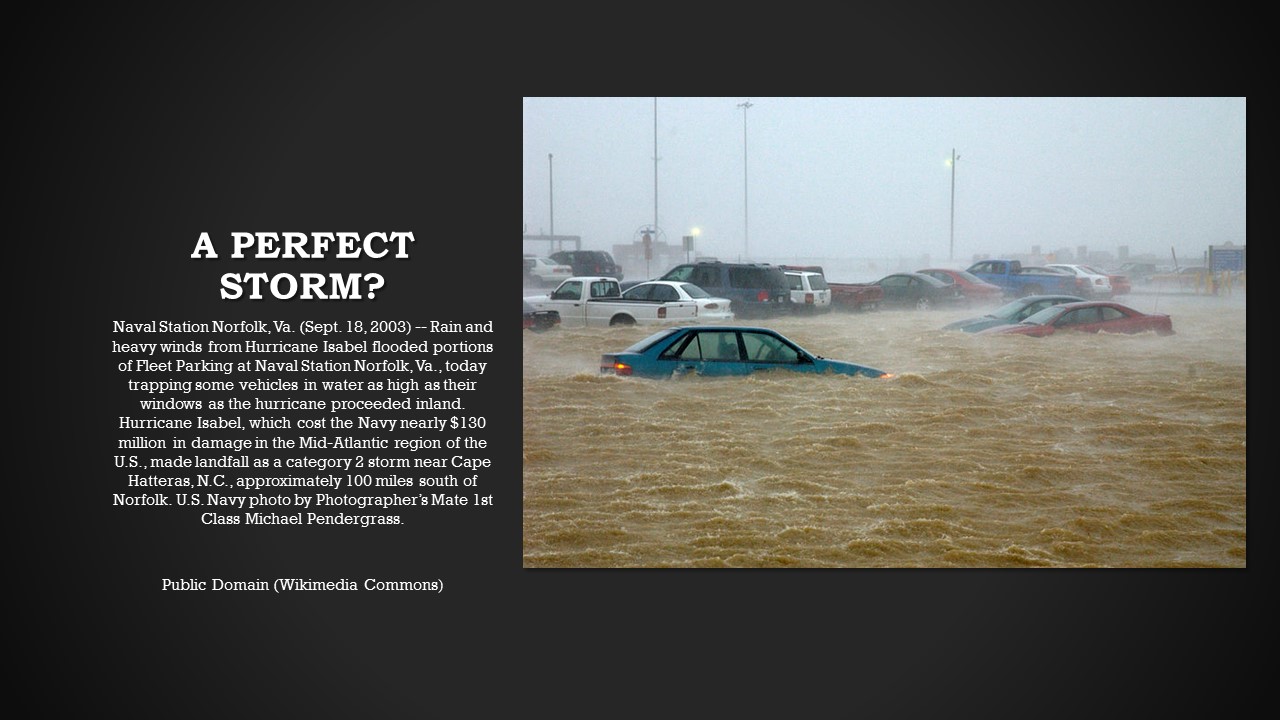 A PERFECT
STORM?
Naval Station Norfolk, Va. (Sept. 18, 2003) -- Rain and
heavy winds from Hurricane Isabel flooded portions
of Fleet Parking at Naval Station Norfolk, Va., today
trapping some vehicles in water as high as their
windows as the hurricane proceeded inland.
Hurricane Isabel, which cost the Navy nearly $130
million in damage in the Mid-Atlantic region of the
U.S., made landfall as a category 2 storm near Cape
Hatteras, N.C., approximately 100 miles south of
Norfolk. U.S. Navy photo by Photographer’s Mate 1st
Class Michael Pendergrass.
Public Domain (Wikimedia Commons)